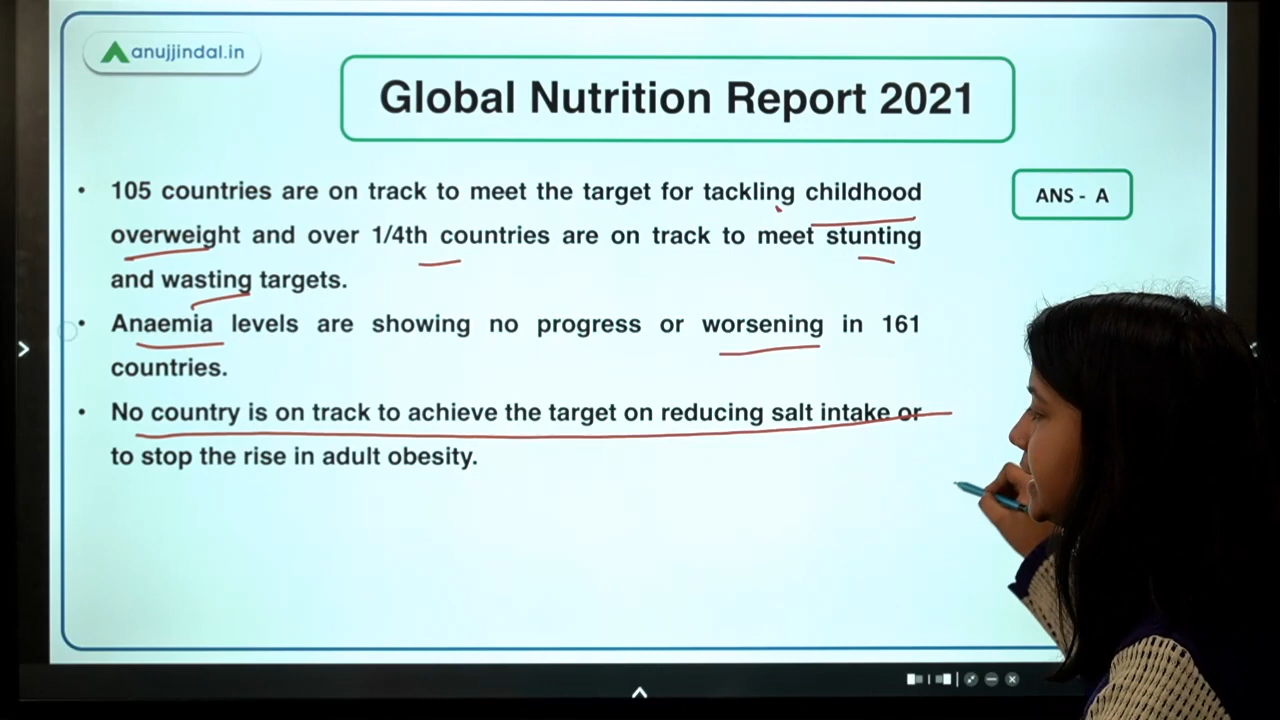 anujjindal.in
Global Nutrition Report 2021
• 105 countries are on track to meet the target for tackling childhood
overweight and over 1/4th countries are on track to meet stunting
and wasting targets.
• Anaemia levels are showing no progress or worsening in 161
countries.
• No country is on track to achieve the target on reducing salt intake or
to stop the rise in adult obesity.
ANS - A